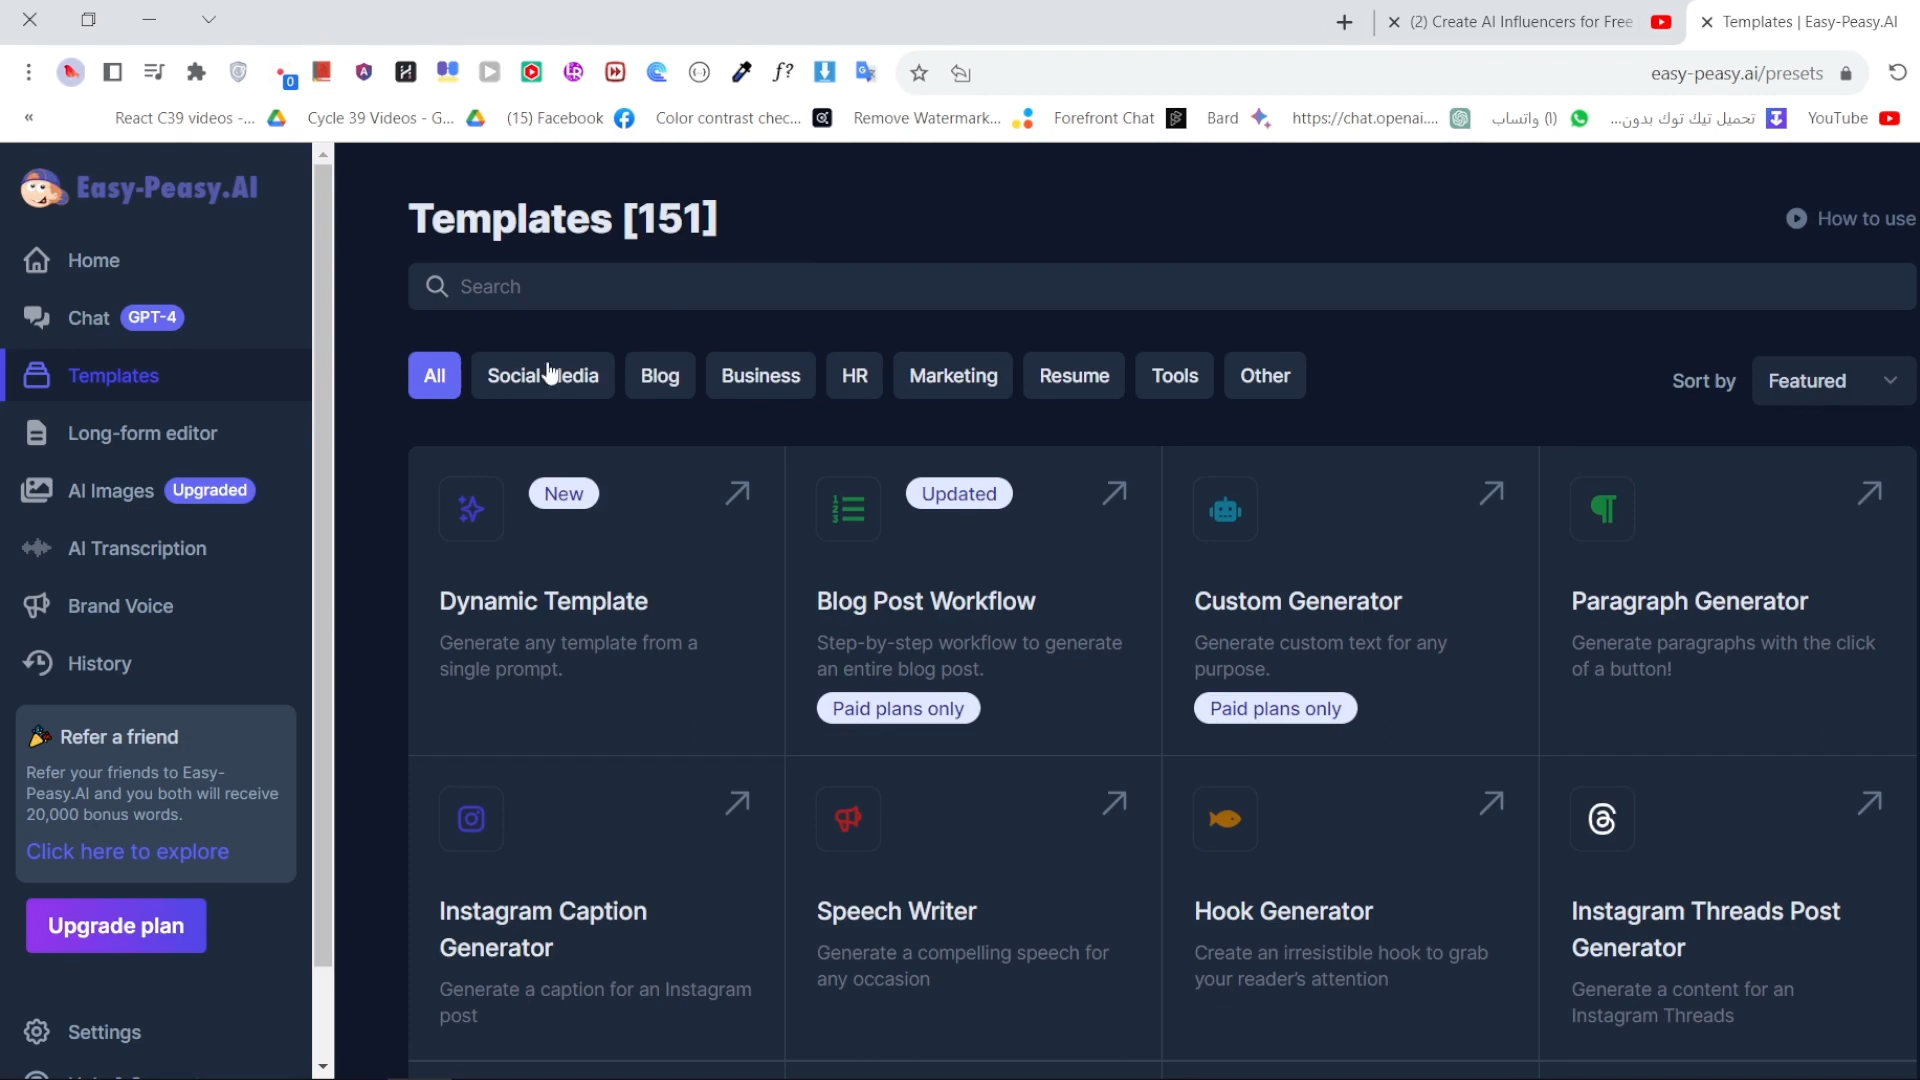 (2) Create AI Influencers for Free
Templates | Easy-Peasy.AI
0
f?
easy-peasy.ai/presets
«
React C39 videos -...
Cycle 39 Videos - G...
(15) Facebook
Color contrast chec...
Remove Watermark...
Forefront Chat
Bard
https://chat.openai....
(1) واتساب
تحميل تيك توك بدون...
YouTube
Easy-Peasy.AI
Home
Chat GPT-4
Templates
Long-form editor
AI Images Upgraded
AI Transcription
Brand Voice
History
Refer a friend
Refer your friends to Easy-
Peasy.AI and you both will receive
20,000 bonus words.
Click here to explore
Upgrade plan
Settings
Templates [151]
How to use
Search
All
Social Media
Blog
Business
HR
Marketing
Resume
Tools
Other
Sort by
Featured
New
Dynamic Template
Generate any template from a
single prompt.
Updated
Blog Post Workflow
Step-by-step workflow to generate
an entire blog post.
Paid plans only
Custom Generator
Generate custom text for any
purpose.
Paid plans only
Paragraph Generator
Generate paragraphs with the click
of a button!
Instagram Caption
Generator
Generate a caption for an Instagram
post
Speech Writer
Generate a compelling speech for
any occasion
Hook Generator
Create an irresistible hook to grab
your reader's attention
Instagram Threads Post
Generator
Generate a content for an
Instagram Threads